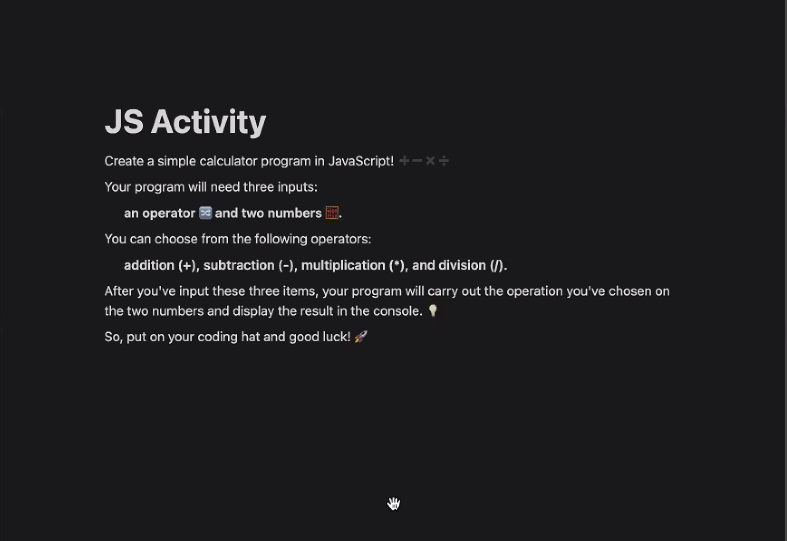 JS Activity
Create a simple calculator program in JavaScript! ➕➖✖️➗
Your program will need three inputs:
an operator 🔀 and two numbers 🧮.
You can choose from the following operators:
addition (+), subtraction (-), multiplication (*), and division (/).
After you've input these three items, your program will carry out the operation you've chosen on
the two numbers and display the result in the console. 💡
So, put on your coding hat and good luck! 🚀